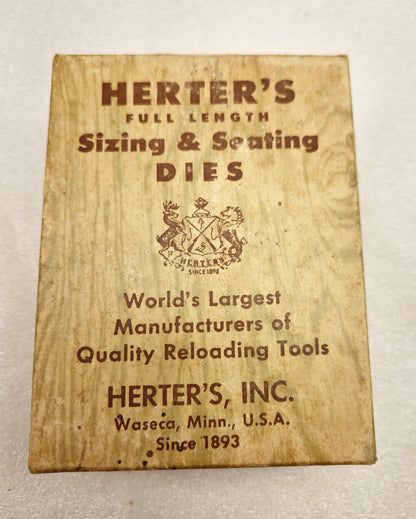 HERTER'S
FULL LENGTH
Sizing & Seating
DIES
HERTER'S
SINCE 1893
World's Largest
Manufacturers of
Quality Reloading Tools
HERTER'S, INC.
Waseca, Minn., U.S.A.
Since 1893